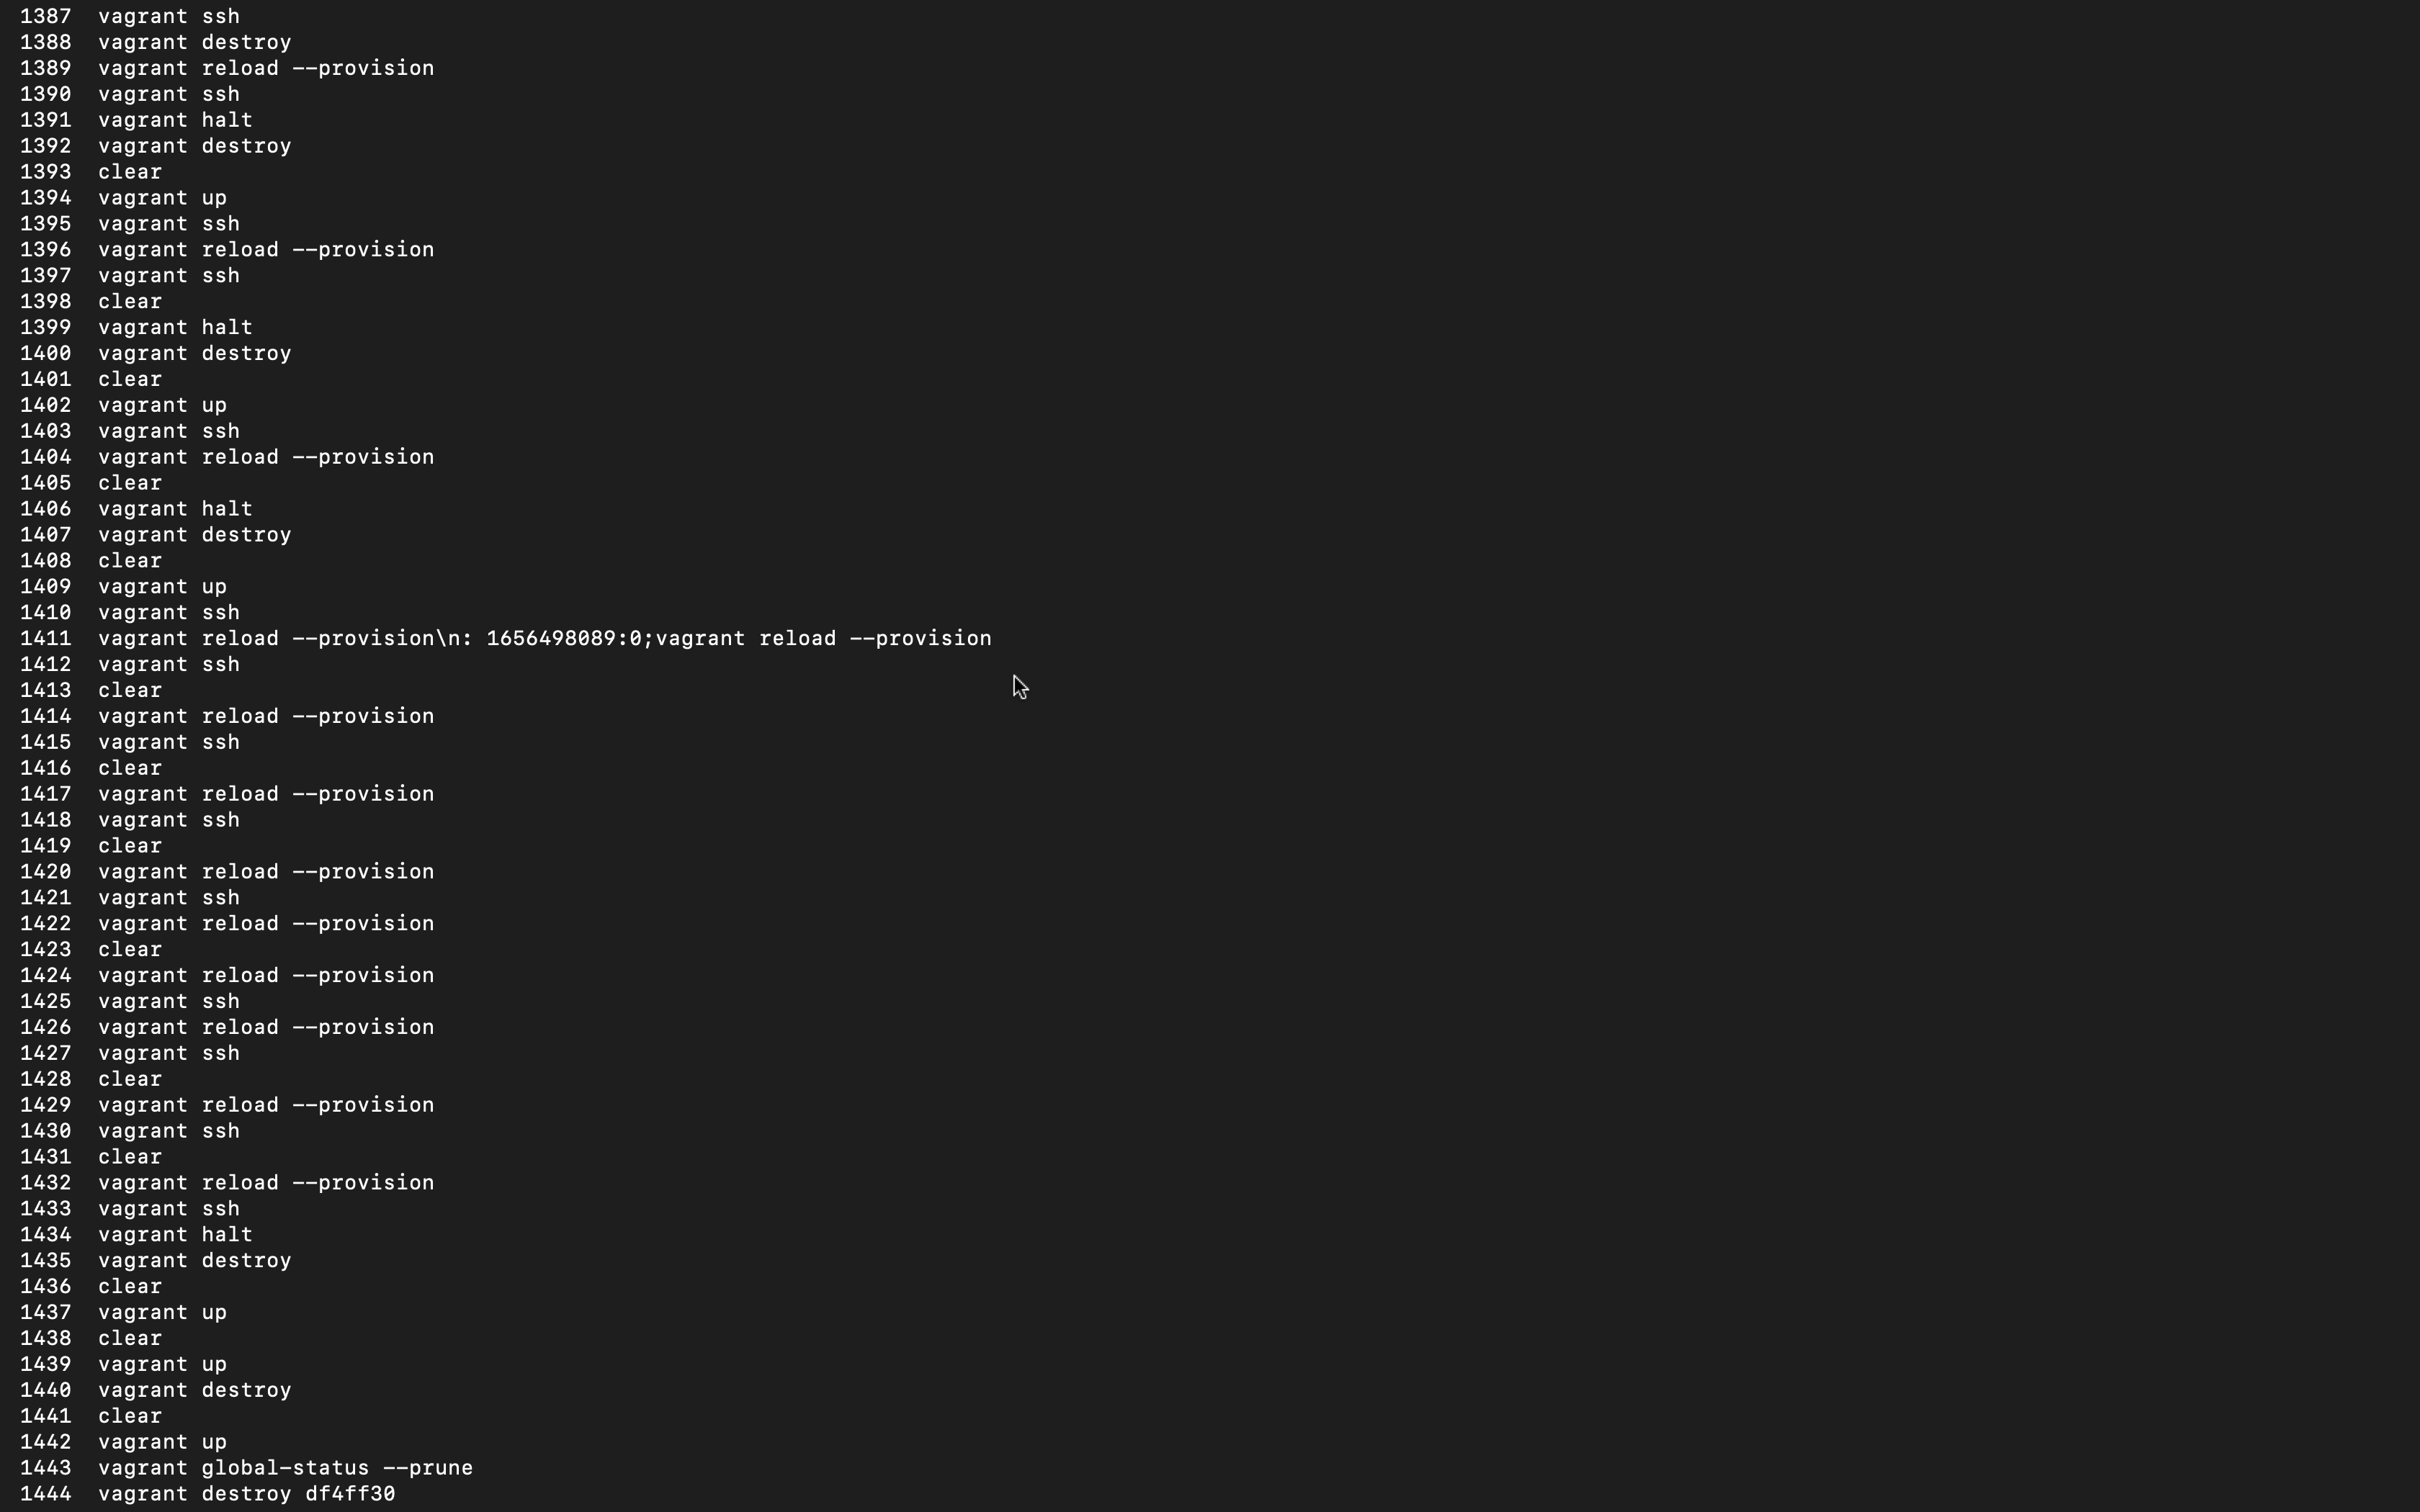 1387 vagrant ssh
1388 vagrant destroy
1389 vagrant reload --provision
1390 vagrant ssh
1391 vagrant halt
1392 vagrant destroy
1393 clear
1394 vagrant up
1395 vagrant ssh
1396 vagrant reload --provision
1397 vagrant ssh
1398 clear
1399 vagrant halt
1400 vagrant destroy
1401 clear
1402 vagrant up
1403 vagrant ssh
1404 vagrant reload --provision
1405 clear
1406 vagrant halt
1407 vagrant destroy
1408 clear
1409 vagrant up
1410 vagrant ssh
1411 vagrant reload --provision\n: 1656498089:0;vagrant reload --provision
1412 vagrant ssh
1413 clear
1414 vagrant reload --provision
1415 vagrant ssh
1416 clear
1417 vagrant reload --provision
1418 vagrant ssh
1419 clear
1420 vagrant reload --provision
1421 vagrant ssh
1422 vagrant reload --provision
1423 clear
1424 vagrant reload --provision
1425 vagrant ssh
1426 vagrant reload --provision
1427 vagrant ssh
1428 clear
1429 vagrant reload --provision
1430 vagrant ssh
1431 clear
1432 vagrant reload --provision
1433 vagrant ssh
1434 vagrant halt
1435 vagrant destroy
1436 clear
1437 vagrant up
1438 clear
1439 vagrant up
1440 vagrant destroy
1441 clear
1442 vagrant up
1443 vagrant global-status --prune
1444 vagrant destroy df4ff30